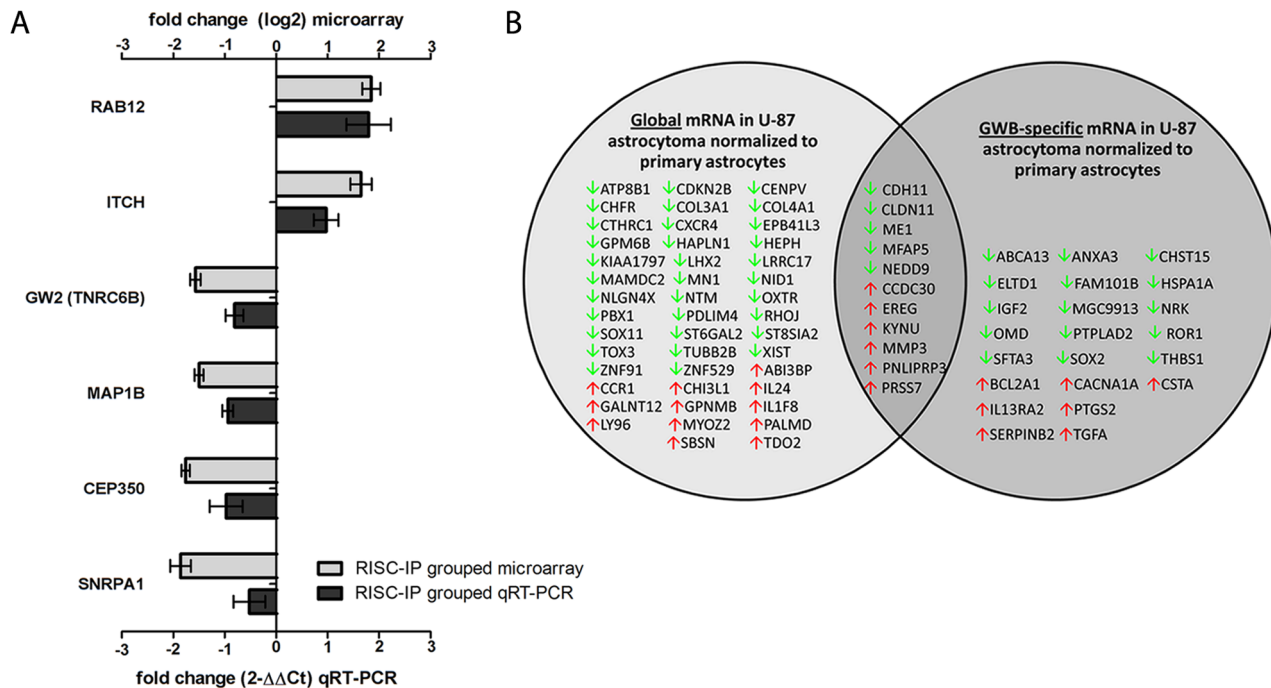 A
fold change (log2) microarray
-3 -2 -1 0 1 2 3
RAB12
ITCH
GW2 (TNRC6B)
MAP1B
CEP350
SNRPA1
RISC-IP grouped microarray
RISC-IP grouped qRT-PCR
-3 -2 -1 0 1 2 3
fold change (2-ΔΔCt) qRT-PCR
B
Global mRNA in U-87
astrocytoma normalized to
primary astrocytes
↓ATP8B1 ↓CDKN2B ↓CENPV
↓CHFR ↓COL3A1 ↓COL4A1
↓CTHRC1 ↓CXCR4 ↓EPB41L3
↓GPM6B ↓HAPLN1 ↓HEPH
↓KIAA1797 ↓LHX2 ↓LRRC17
↓MAMDC2 ↓MN1 ↓NID1
↓NLGN4X ↓NTM ↓OXTR
↓PBX1 ↓PDLIM4 ↓RHOJ
↓SOX11 ↓ST6GAL2 ↓ST8SIA2
↓TOX3 ↓TUBB2B ↓XIST
↓ZNF91 ↓ZNF529 ↑ABI3BP
↑CCR1 ↑CHI3L1 ↑IL24
↑GALNT12 ↑GPNMB ↑IL1F8
↑LY96 ↑MYOZ2 ↑PALMD
↑SBSN ↑TDO2
↓CDH11
↓CLDN11
↓ME1
↓MFAP5
↓NEDD9
↑CCDC30
↑EREG
↑KYNU
↑MMP3
↑PNLIPRP3
↑PRSS7
GWB-specific mRNA in U-87
astrocytoma normalized to
primary astrocytes
↓ABCA13 ↓ANXA3 ↓CHST15
↓ELTD1 ↓FAM101B ↓HSPA1A
↓IGF2 ↓MGC9913 ↓NRK
↓OMD ↓PTPLAD2 ↓ROR1
↓SFTA3 ↓SOX2 ↓THBS1
↑BCL2A1 ↑CACNA1A ↑CSTA
↑IL13RA2 ↑PTGS2
↑SERPINB2 ↑TGFA